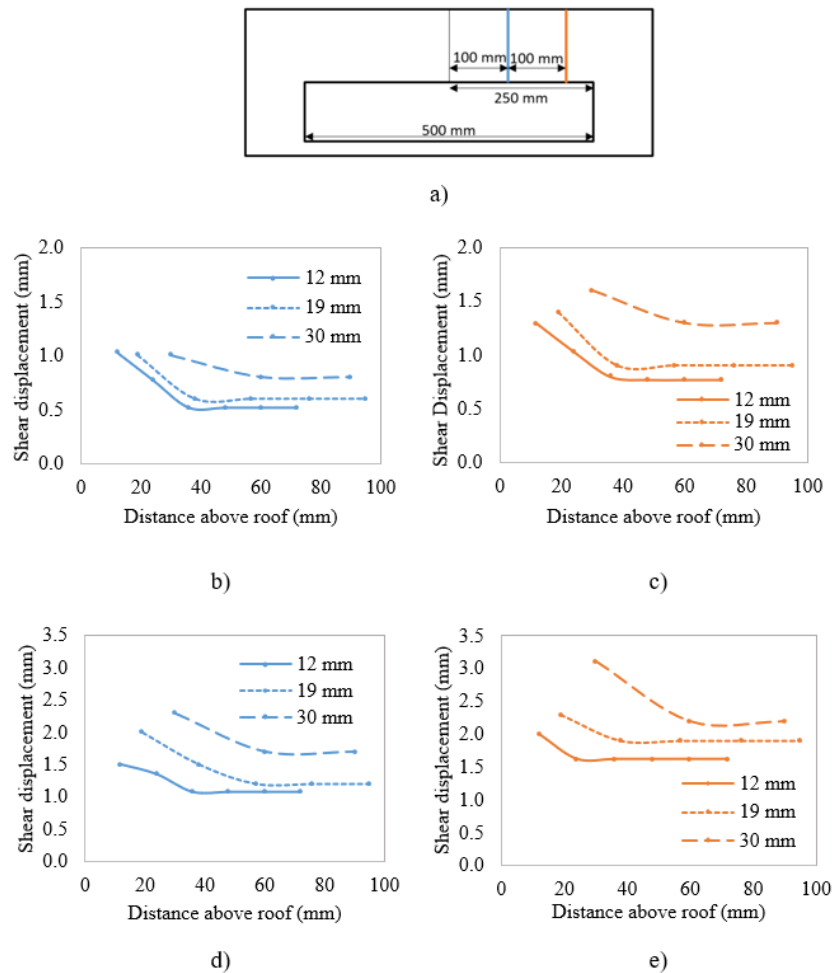 100 mm 100 mm
250 mm
500 mm
a)
2.0
1.5
1.0
0.5
0.0
Shear displacement (mm)
12 mm
19 mm
30 mm
0 20 40 60 80 100
Distance above roof (mm)
b)
2.0
1.5
1.0
0.5
0.0
Shear Displacement (mm)
12 mm
19 mm
30 mm
0 20 40 60 80 100
Distance above roof (mm)
c)
3.5
3.0
2.5
2.0
1.5
1.0
0.5
0.0
Shear displacement (mm)
12 mm
19 mm
30 mm
0 20 40 60 80 100
Distance above roof (mm)
d)
3.5
3.0
2.5
2.0
1.5
1.0
0.5
0.0
Shear displacement (mm)
12 mm
19 mm
30 mm
0 20 40 60 80 100
Distance above roof (mm)
e)